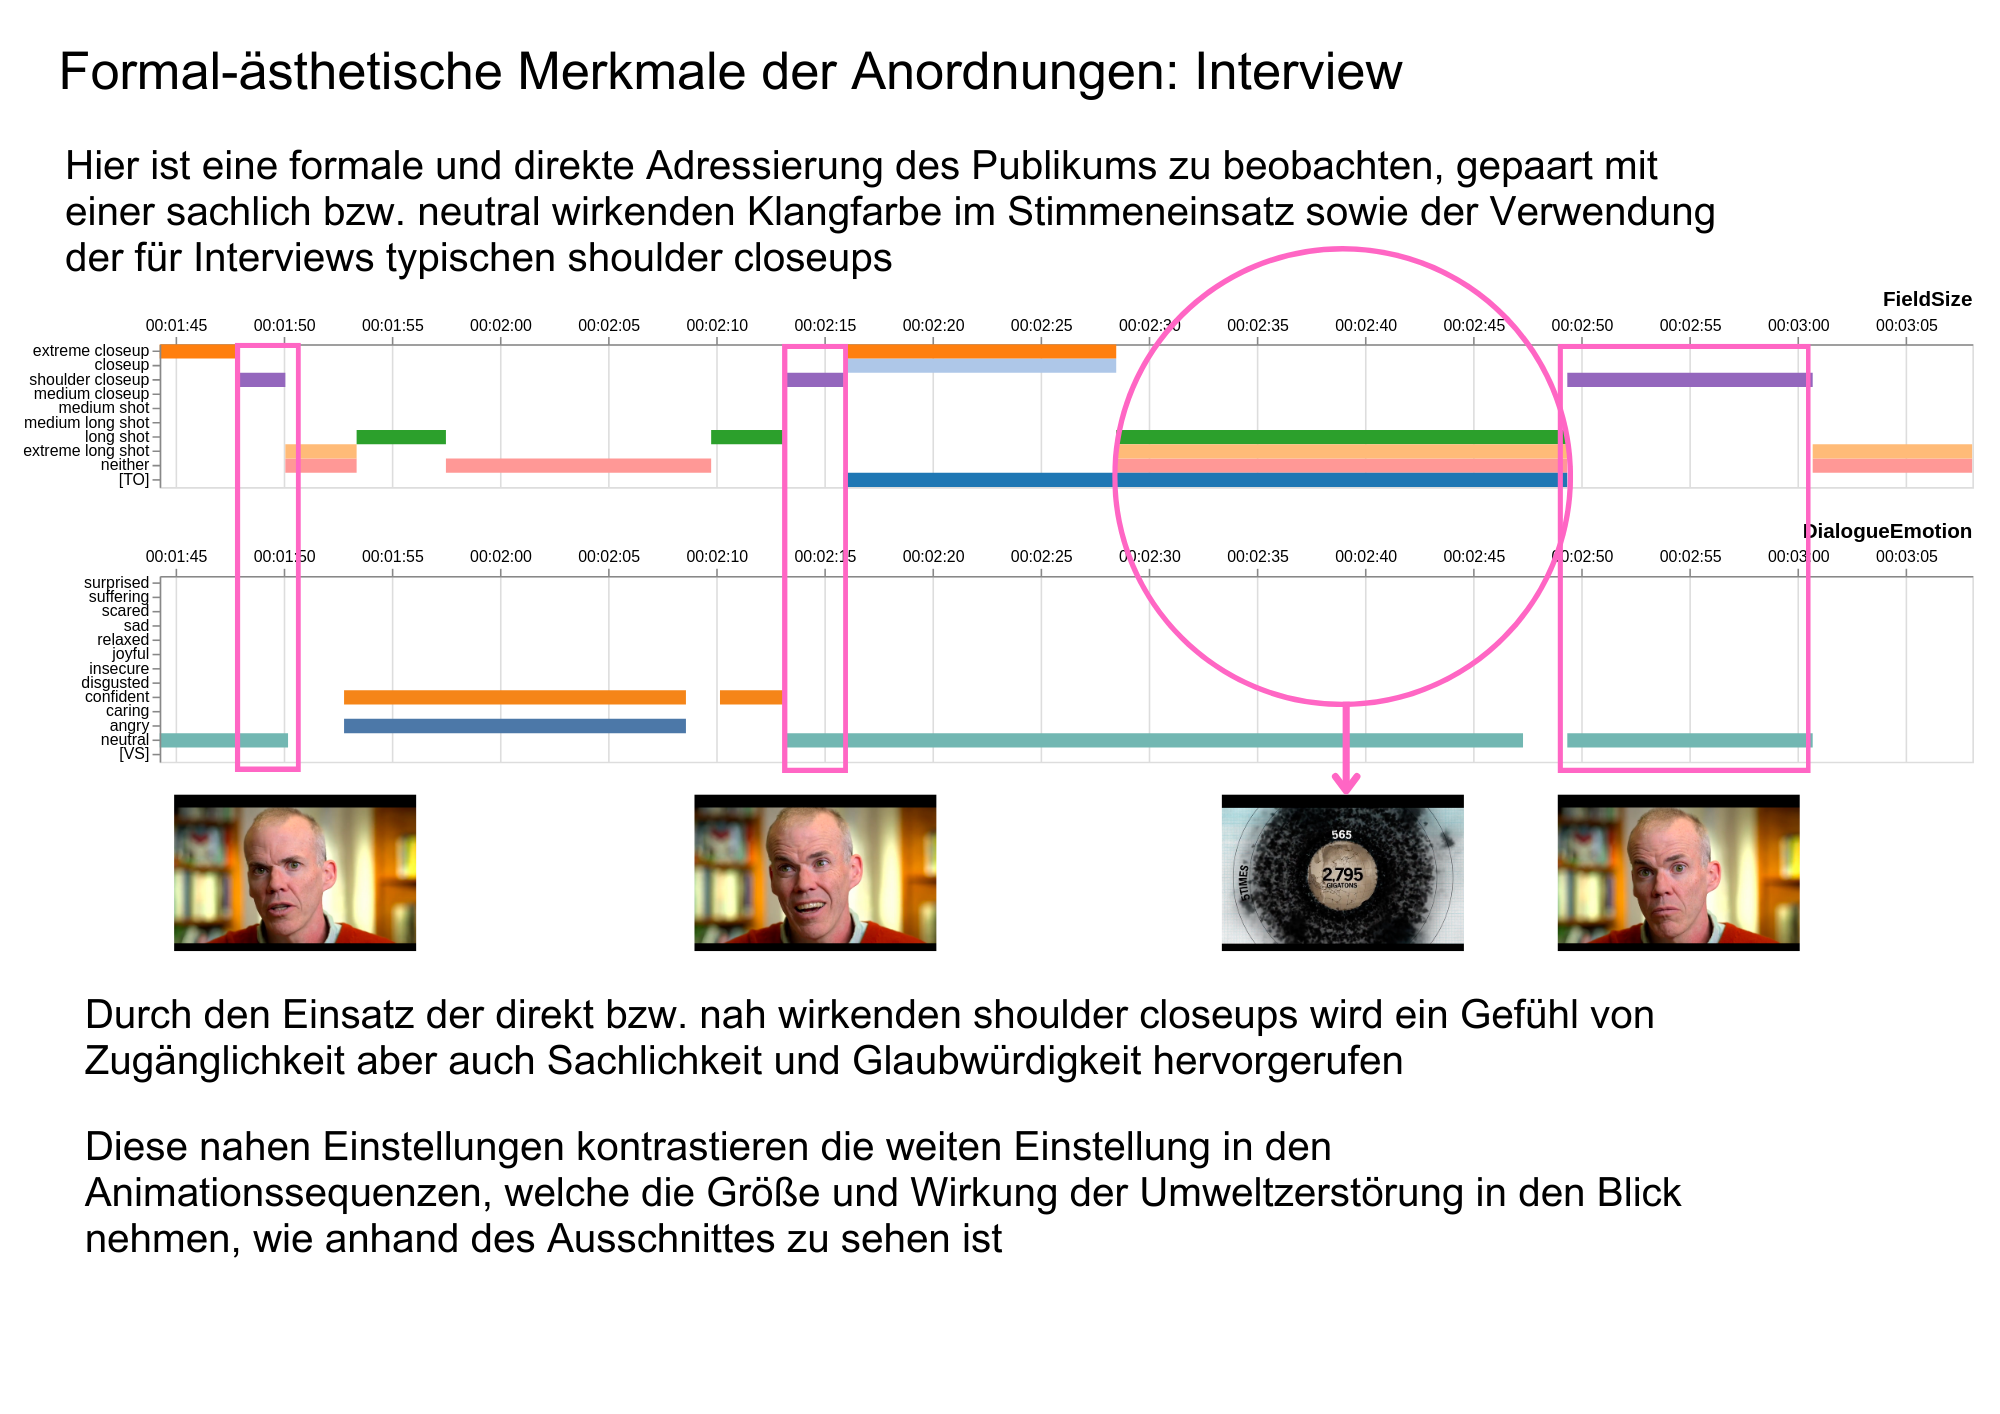 Formal-ästhetische Merkmale der Anordnungen: Interview
Hier ist eine formale und direkte Adressierung des Publikums zu beobachten, gepaart mit
einer sachlich bzw. neutral wirkenden Klangfarbe im Stimmeneinsatz sowie der Verwendung
der für Interviews typischen shoulder closeups
FieldSize
00:01:45 00:01:50 00:01:55 00:02:00 00:02:05 00:02:10 00:02:15 00:02:20 00:02:25 00:02:30 00:02:35 00:02:40 00:02:45 00:02:50 00:02:55 00:03:00 00:03:05
extreme closeup
closeup
shoulder closeup
medium closeup
medium shot
medium long shot
long shot
extreme long shot
neither
[TO]
DialogueEmotion
00:01:45 00:01:50 00:01:55 00:02:00 00:02:05 00:02:10 00:02:15 00:02:20 00:02:25 00:02:30 00:02:35 00:02:40 00:02:45 00:02:50 00:02:55 00:03:00 00:03:05
surprised
suffering
scared
sad
relaxed
joyful
insecure
disgusted
confident
caring
angry
neutral
[VS]
565
2,795
GIGATONS
5TIMES
Durch den Einsatz der direkt bzw. nah wirkenden shoulder closeups wird ein Gefühl von
Zugänglichkeit aber auch Sachlichkeit und Glaubwürdigkeit hervorgerufen
Diese nahen Einstellungen kontrastieren die weiten Einstellung in den
Animationssequenzen, welche die Größe und Wirkung der Umweltzerstörung in den Blick
nehmen, wie anhand des Ausschnittes zu sehen ist